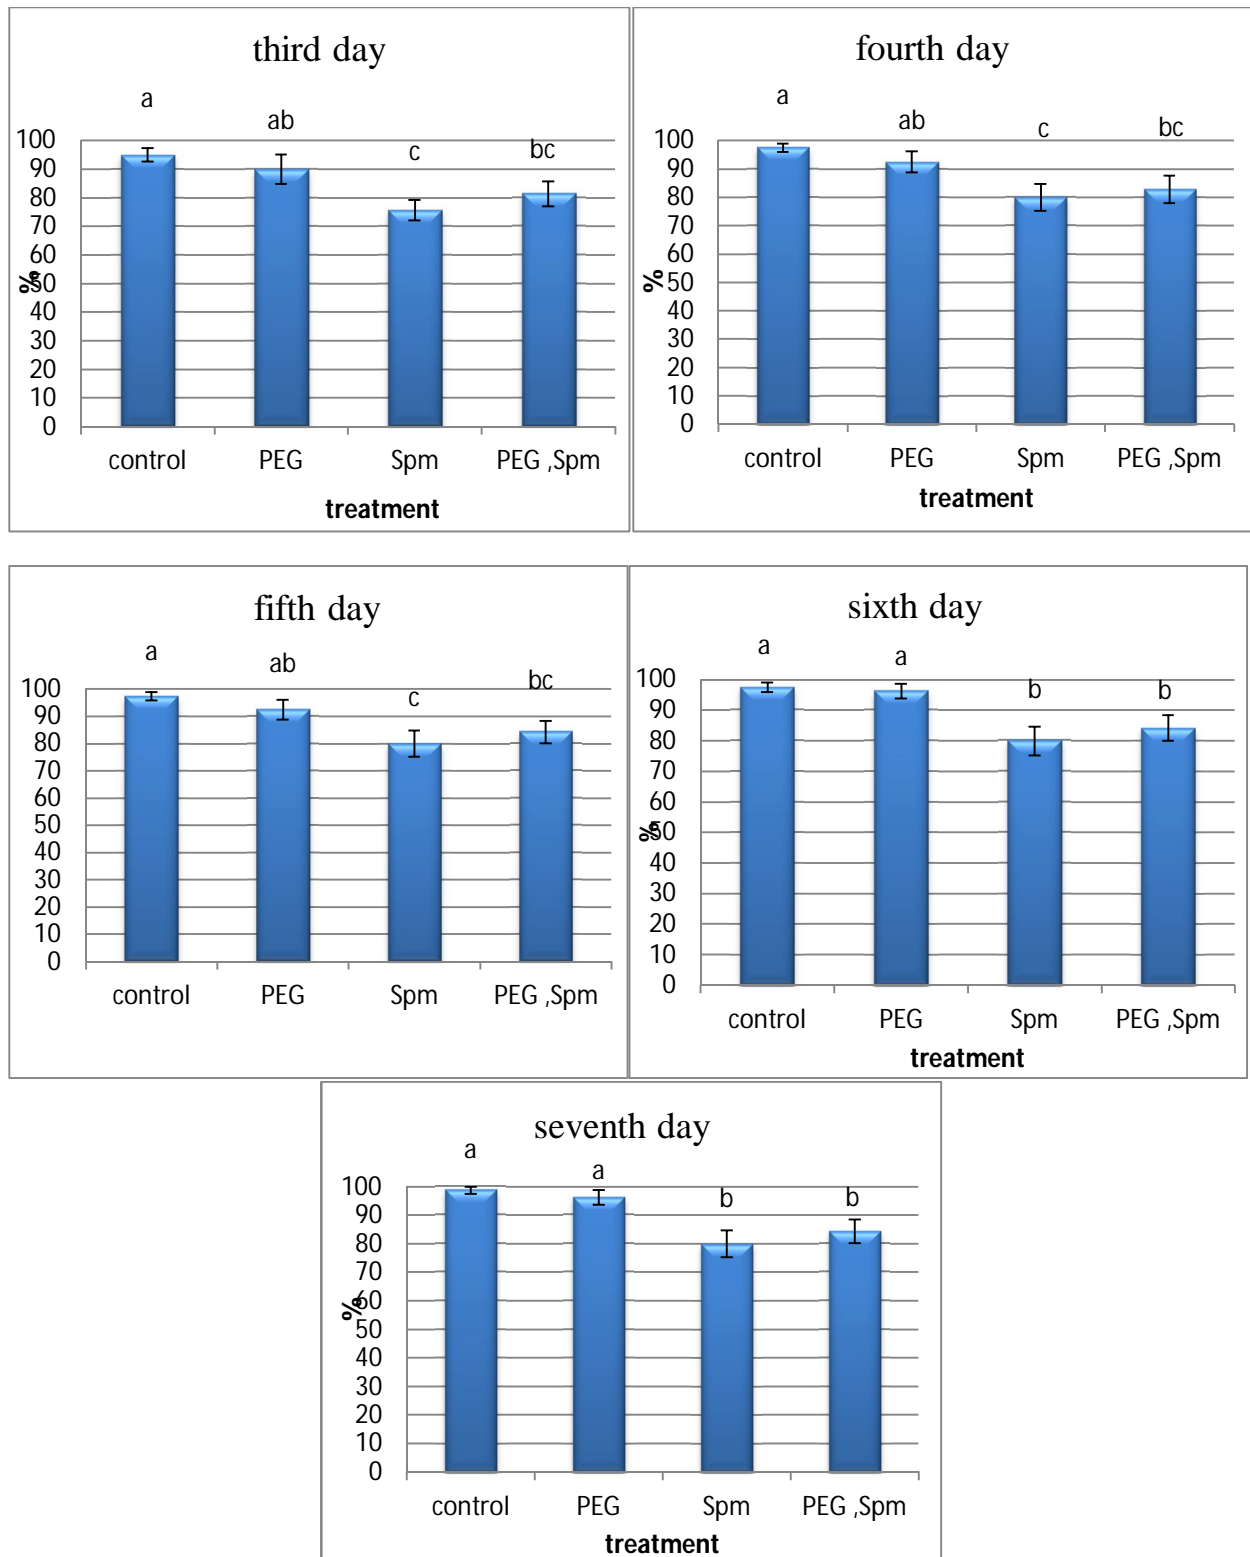 third day
a
ab
c
bc
100
90
80
70
60
50
40
30
20
10
0
%
control PEG Spm PEG ,Spm
treatment
fourth day
a
ab
c
bc
100
90
80
70
60
50
40
30
20
10
0
%
control PEG Spm PEG ,Spm
treatment
fifth day
a
ab
c
bc
100
90
80
70
60
50
40
30
20
10
0
control PEG Spm PEG ,Spm
sixth day
a
a
b
b
100
90
80
70
60
50
40
30
20
10
0
%
control PEG Spm PEG ,Spm
treatment
seventh day
a
a
b
b
100
90
80
70
60
50
40
30
20
10
0
%
control PEG Spm PEG ,Spm
treatment